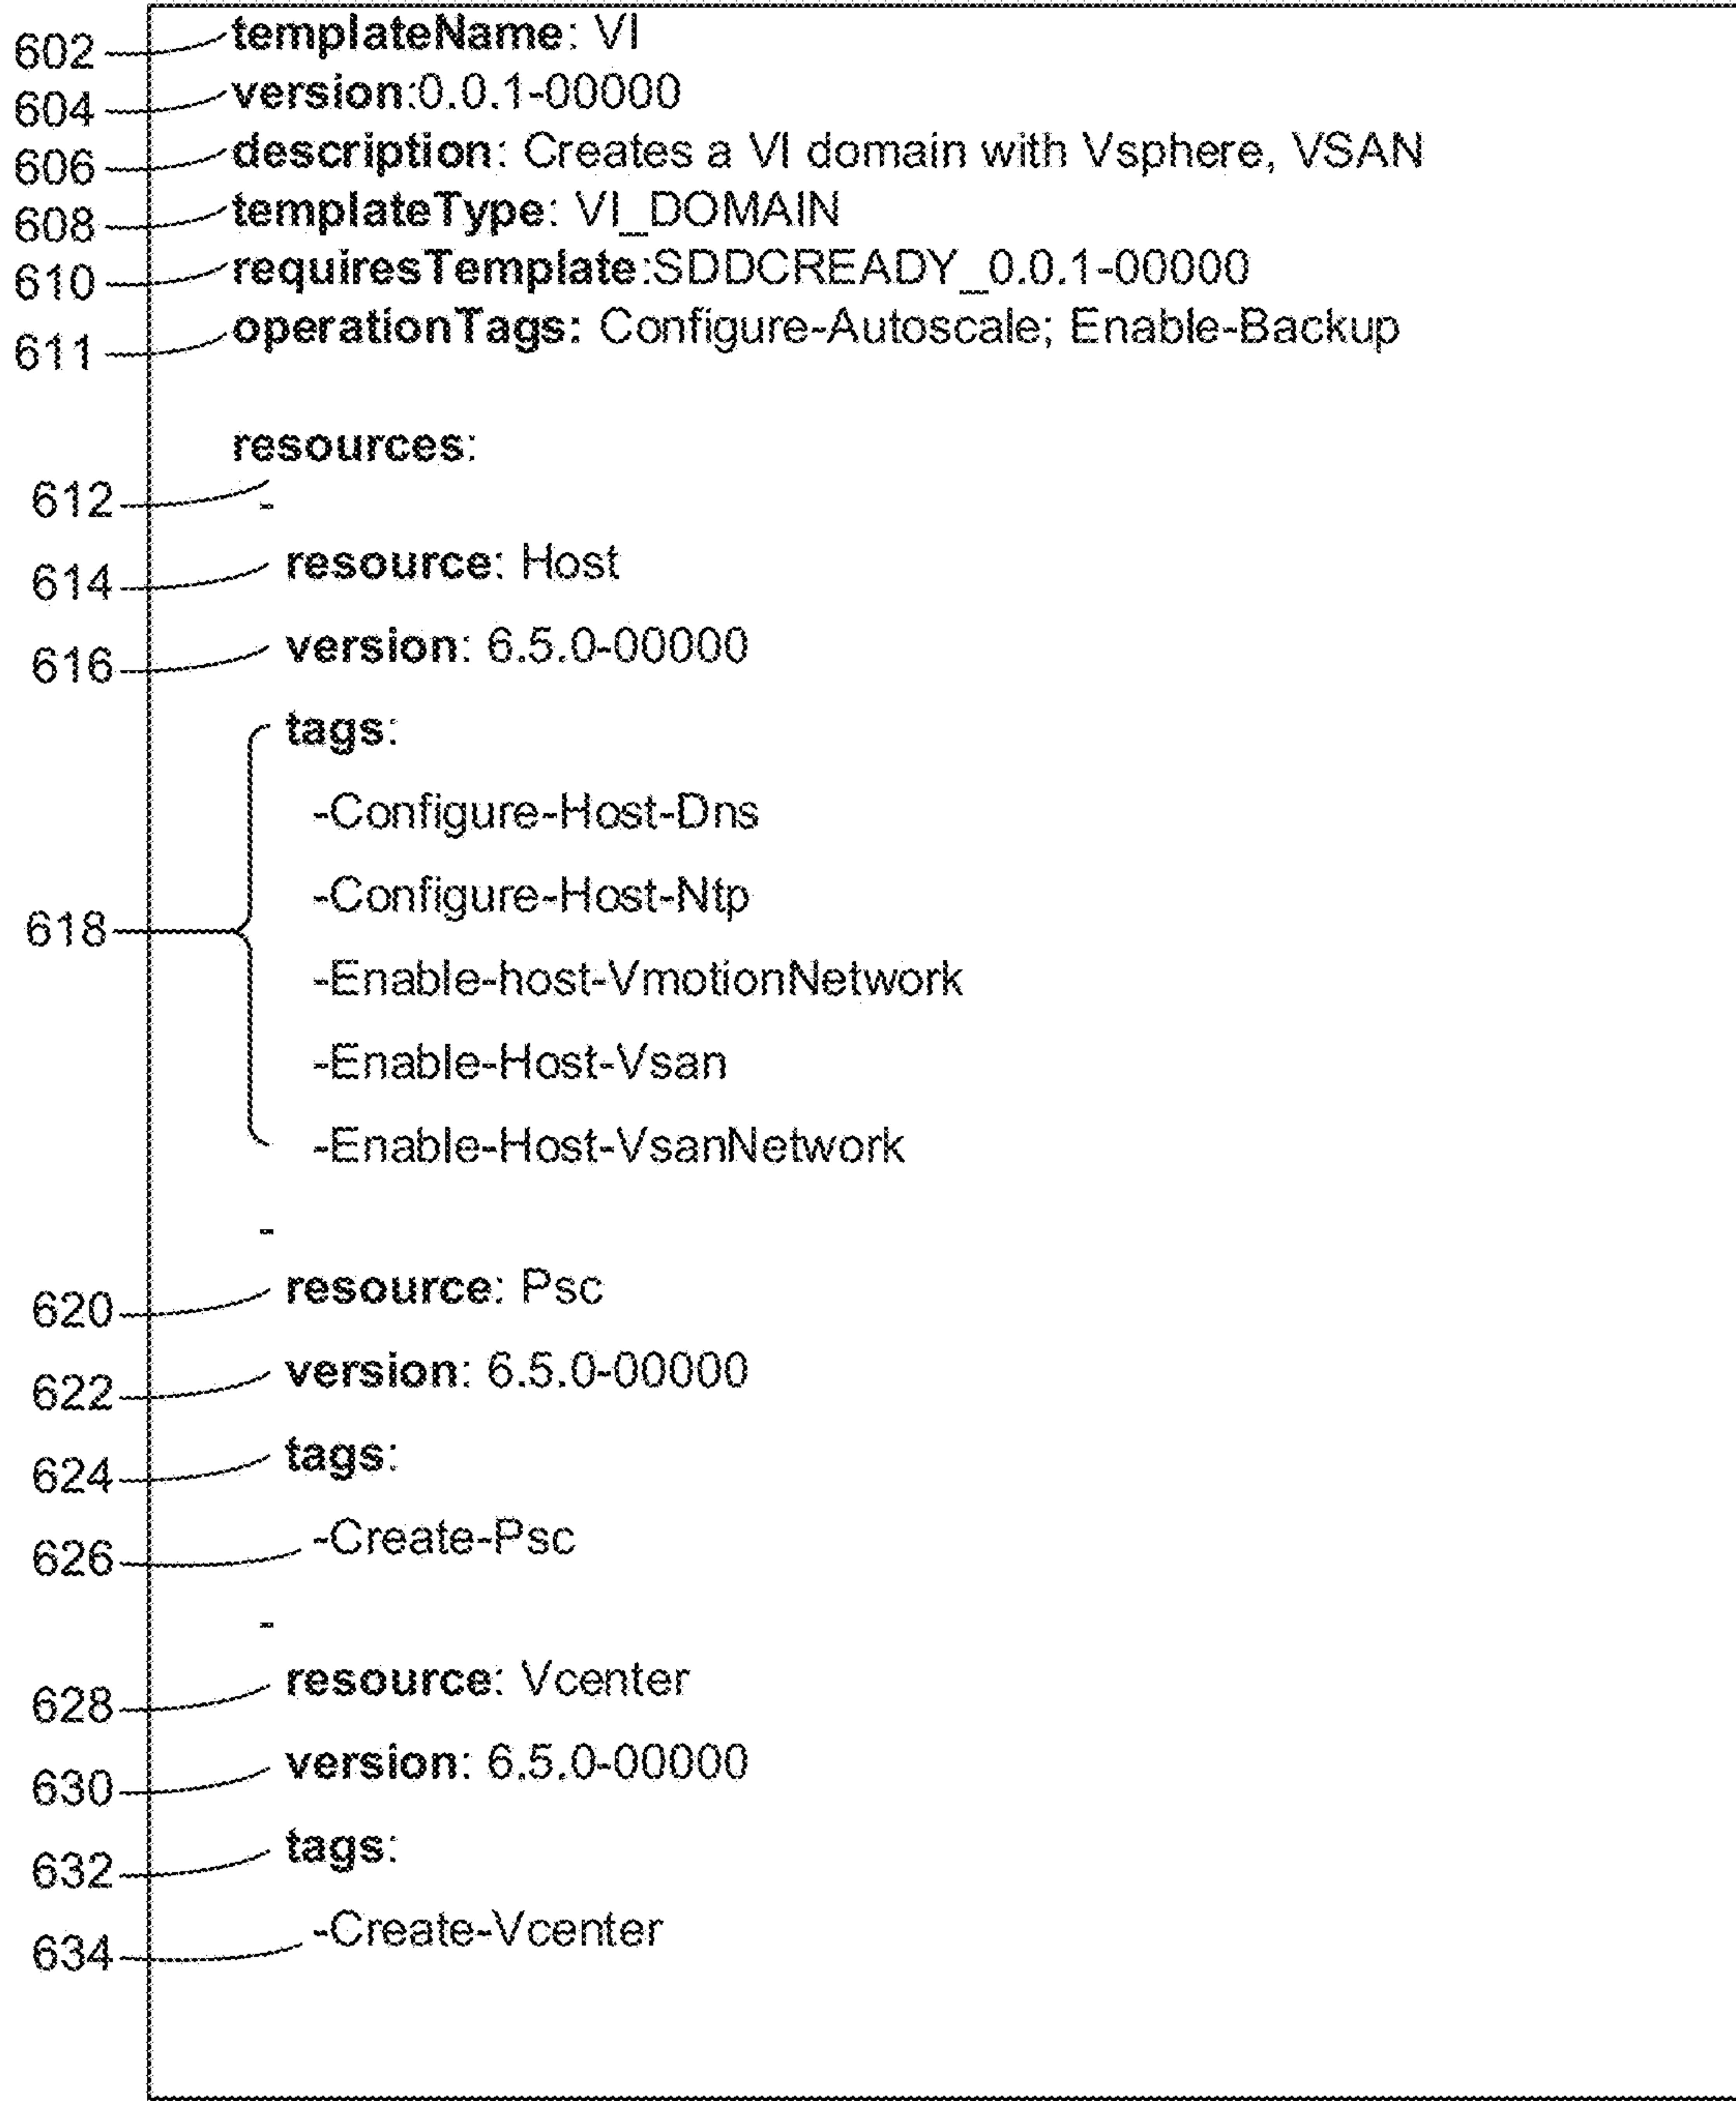 602 templateName: VI
604 version:0.0.1-00000
606 description: Creates a VI domain with Vsphere, VSAN
608 templateType: VI_DOMAIN
610 requiresTemplate:SDDCREADY_0.0.1-00000
611 operationTags: Configure-Autoscale; Enable-Backup
resources:
612 -
614 resource: Host
616 version: 6.5.0-00000
tags:
-Configure-Host-Dns
-Configure-Host-Ntp
618
-Enable-host-VmotionNetwork
-Enable-Host-Vsan
-Enable-Host-VsanNetwork
-
620 resource: Psc
622 version: 6.5.0-00000
624 tags:
626 -Create-Psc
-
628 resource: Vcenter
630 version: 6.5.0-00000
632 tags:
634 -Create-Vcenter